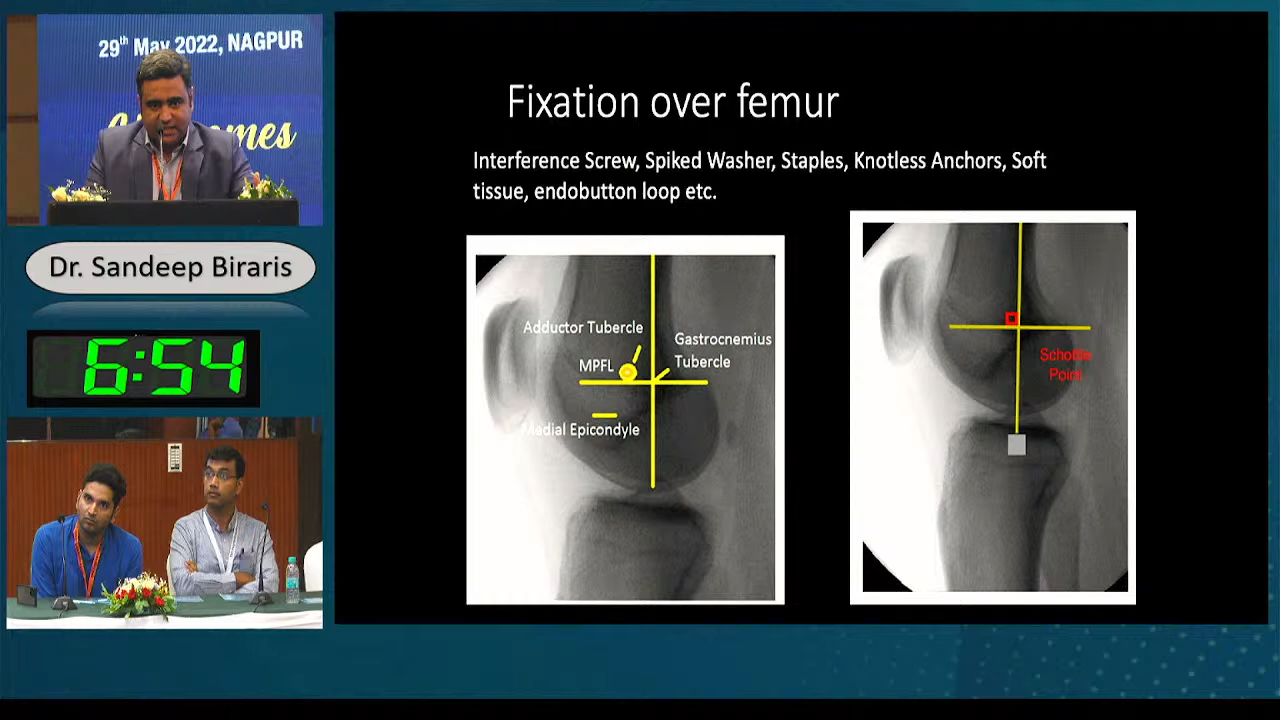 29th May 2022, NAGPUR
Dr. Sandeep Biraris
6:54
Fixation over femur
Interference Screw, Spiked Washer, Staples, Knotless Anchors, Soft
tissue, endobutton loop etc.
Adductor Tubercle
Gastrocnemius
Tubercle
MPFL
Medial Epicondyle
Schottle
Point